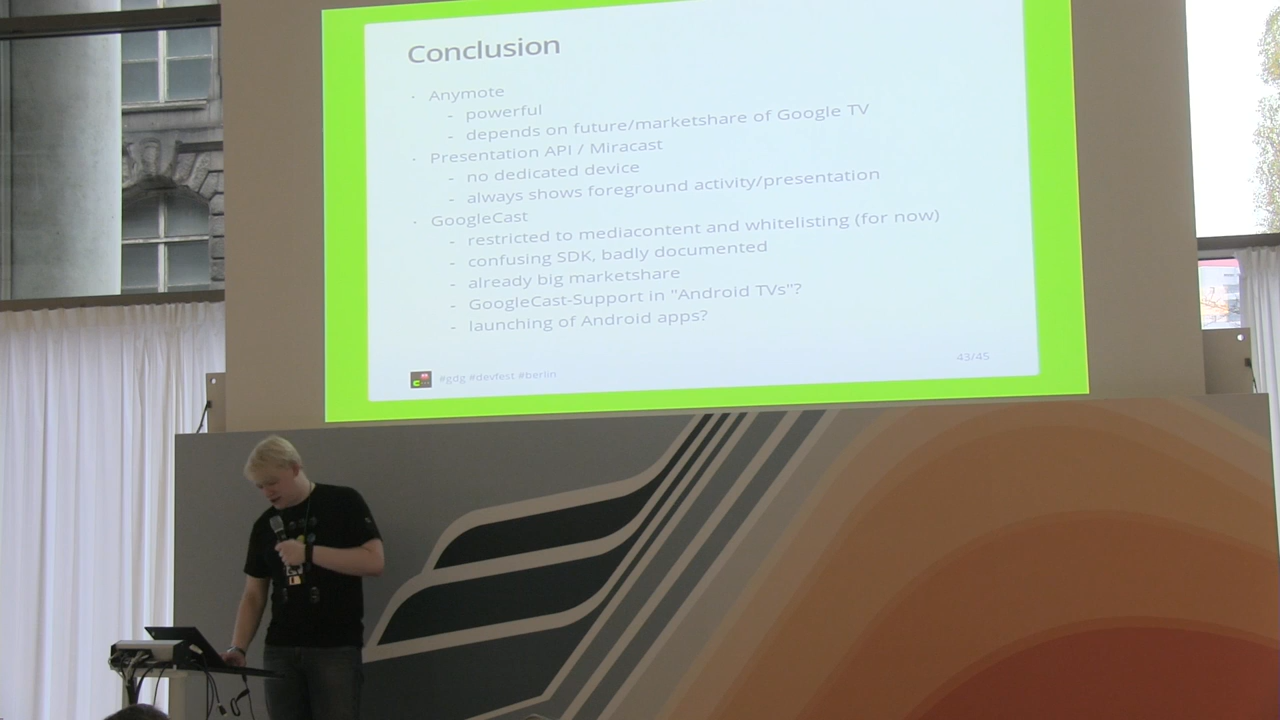 Conclusion
· Anymote
- powerful
- depends on future/marketshare of Google TV
· Presentation API / Miracast
- no dedicated device
- always shows foreground activity/presentation
· GoogleCast
- restricted to mediacontent and whitelisting (for now)
- confusing SDK, badly documented
- already big marketshare
- GoogleCast-Support in "Android TVs"?
- launching of Android apps?
43/45
#gdg #devfest #berlin